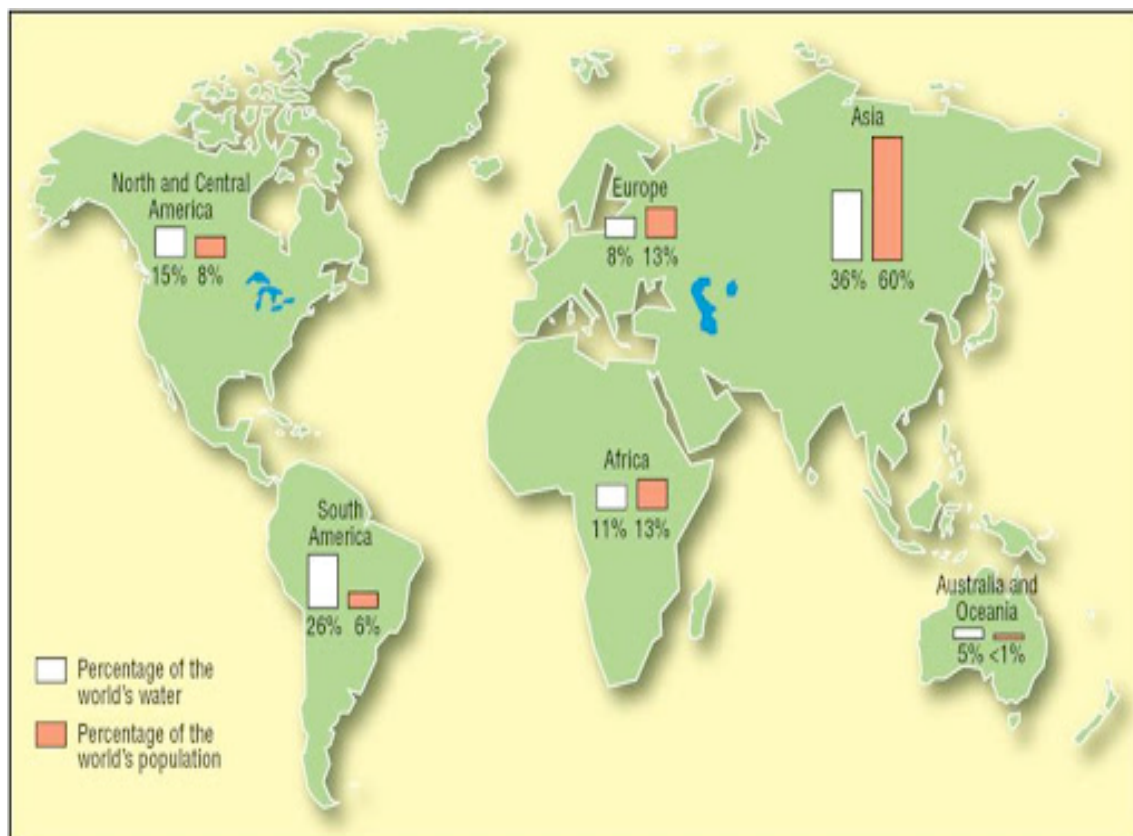 North and Central
America
15% 8%
South
America
26% 6%
Europe
8% 13%
Africa
11% 13%
Asia
36% 60%
Australia and
Oceania
5% <1%
Percentage of the
world's water
Percentage of the
world's population